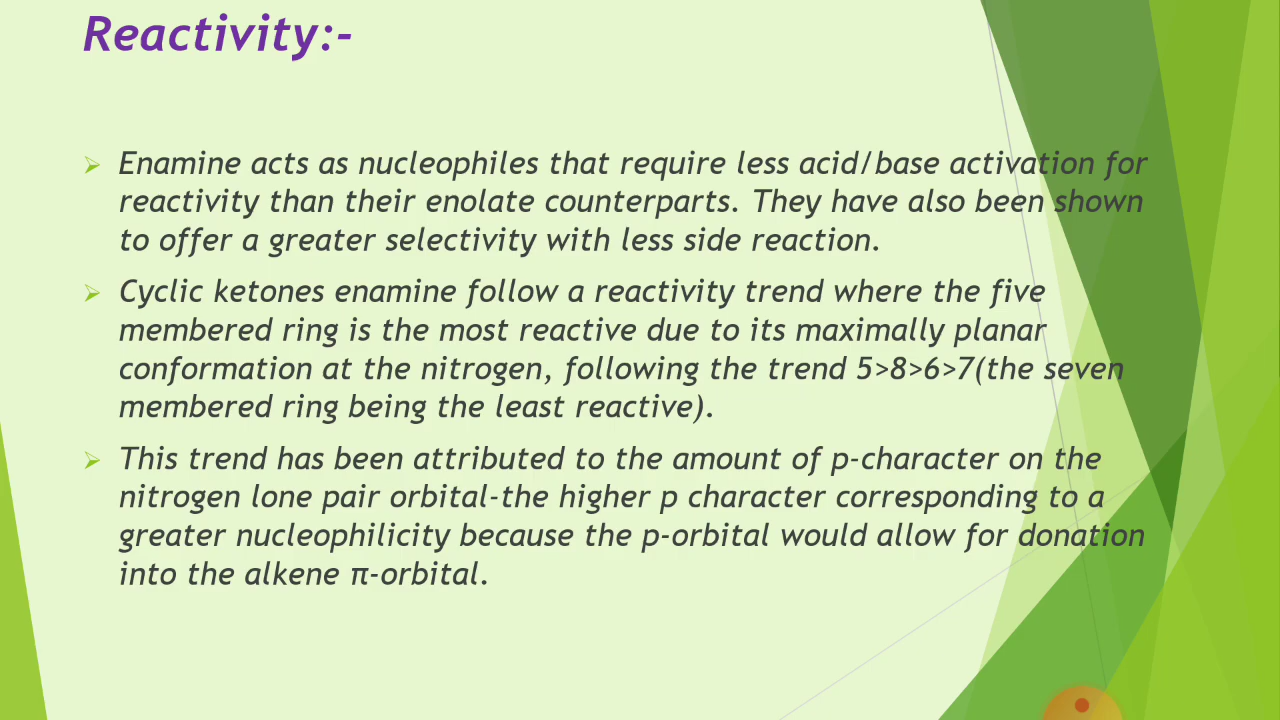 Reactivity:-
Enamine acts as nucleophiles that require less acid/base activation for
reactivity than their enolate counterparts. They have also been shown
to offer a greater selectivity with less side reaction.
Cyclic ketones enamine follow a reactivity trend where the five
membered ring is the most reactive due to its maximally planar
conformation at the nitrogen, following the trend 5>8>6>7(the seven
membered ring being the least reactive).
This trend has been attributed to the amount of p-character on the
nitrogen lone pair orbital-the higher p character corresponding to a
greater nucleophilicity because the p-orbital would allow for donation
into the alkene π-orbital.